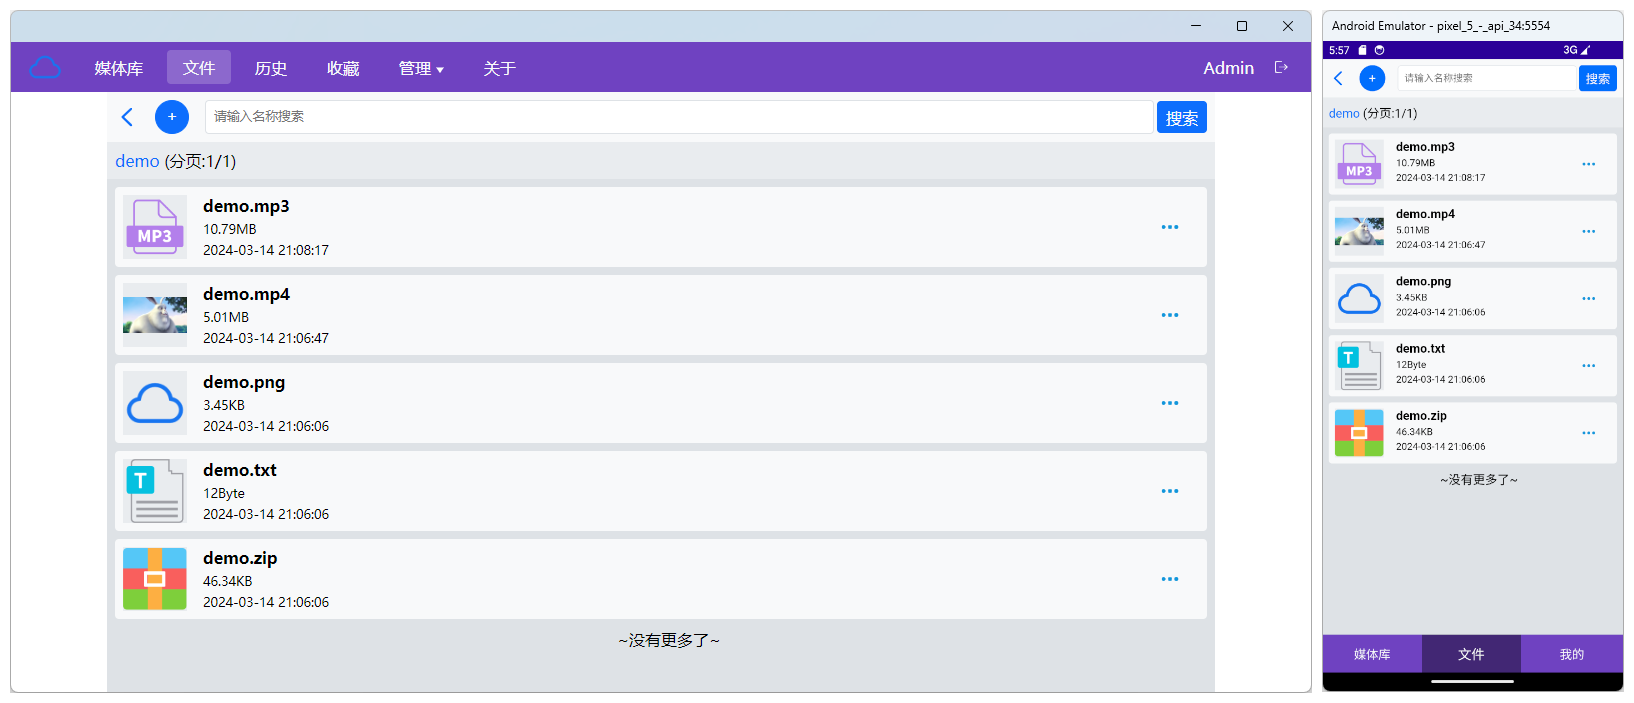 媒体库 文件 历史 收藏 管理 关于 Admin
+ 请输入名称搜索 搜索
demo (分页:1/1)
MP3
demo.mp3
10.79MB
2024-03-14 21:08:17
demo.mp4
5.01MB
2024-03-14 21:06:47
demo.png
3.45KB
2024-03-14 21:06:06
T
demo.txt
12Byte
2024-03-14 21:06:06
demo.zip
46.34KB
2024-03-14 21:06:06
~没有更多了~
Android Emulator - pixel_5_-_api_34:5554
5:57 3G
+ 请输入名称搜索 搜索
demo (分页:1/1)
MP3
demo.mp3
10.79MB
2024-03-14 21:08:17
demo.mp4
5.01MB
2024-03-14 21:06:47
demo.png
3.45KB
2024-03-14 21:06:06
T
demo.txt
12Byte
2024-03-14 21:06:06
demo.zip
46.34KB
2024-03-14 21:06:06
~没有更多了~
媒体库 文件 我的